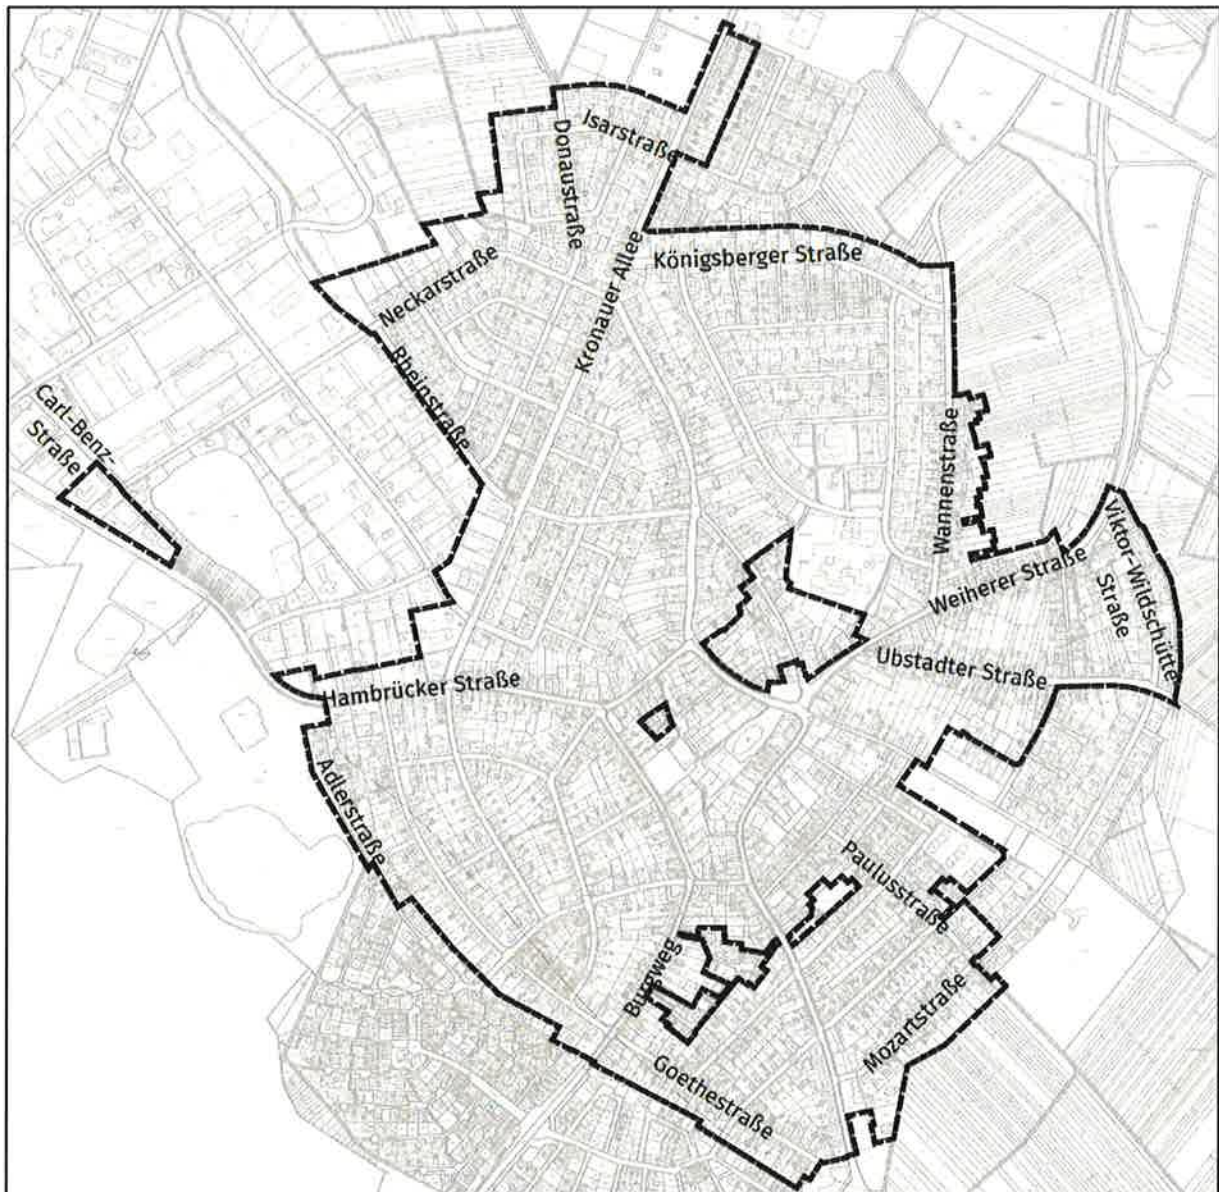 Isarstraße
Donaustraße
Kronauer Allee
Königsberger Straße
Neckarstraße
Rheinstraße
Carl-Benz-
Straße
Wannenstraße
Viktor-Wildschütte
Straße
Weiherer Straße
Ubstadter Straße
Hambrücker Straße
Adlerstraße
Paulusstraße
Burgweg
Mozartstraße
Goethestraße